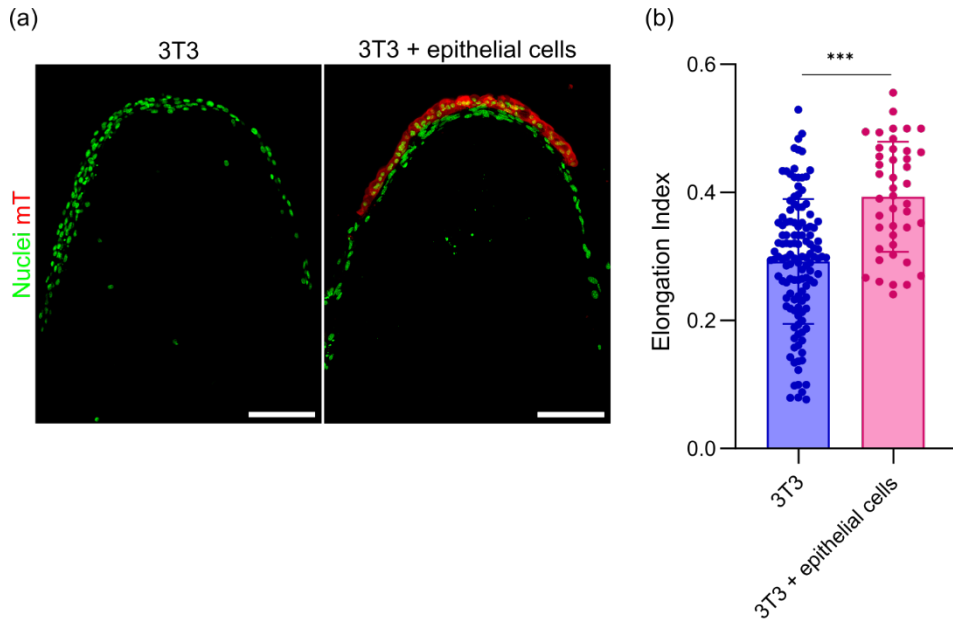 (a)
3T3
3T3 + epithelial cells
Nuclei mT
(b)
***
Elongation Index
0.6
0.4
0.2
0.0
3T3
3T3 + epithelial cells